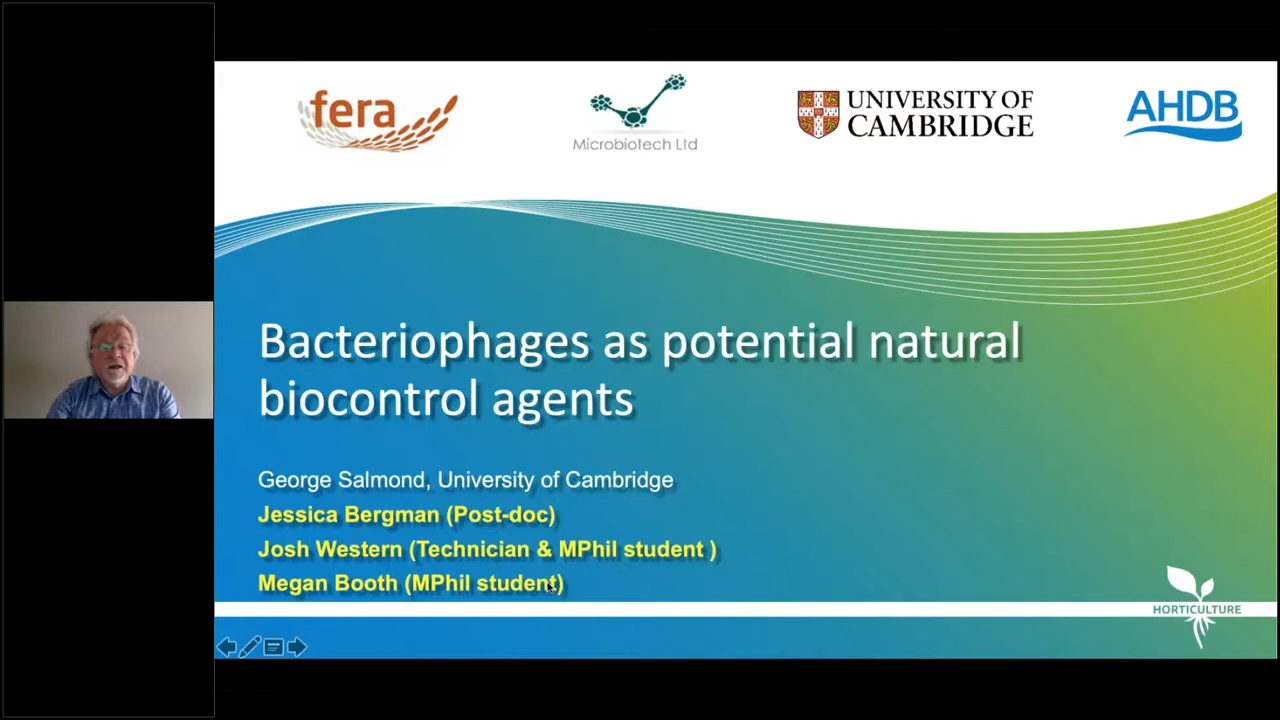 fera
Microbiotech Ltd
UNIVERSITY OF
CAMBRIDGE
AHDB
Bacteriophages as potential natural
biocontrol agents
George Salmond, University of Cambridge
Jessica Bergman (Post-doc)
Josh Western (Technician & MPhil student )
Megan Booth (MPhil student)
HORTICULTURE